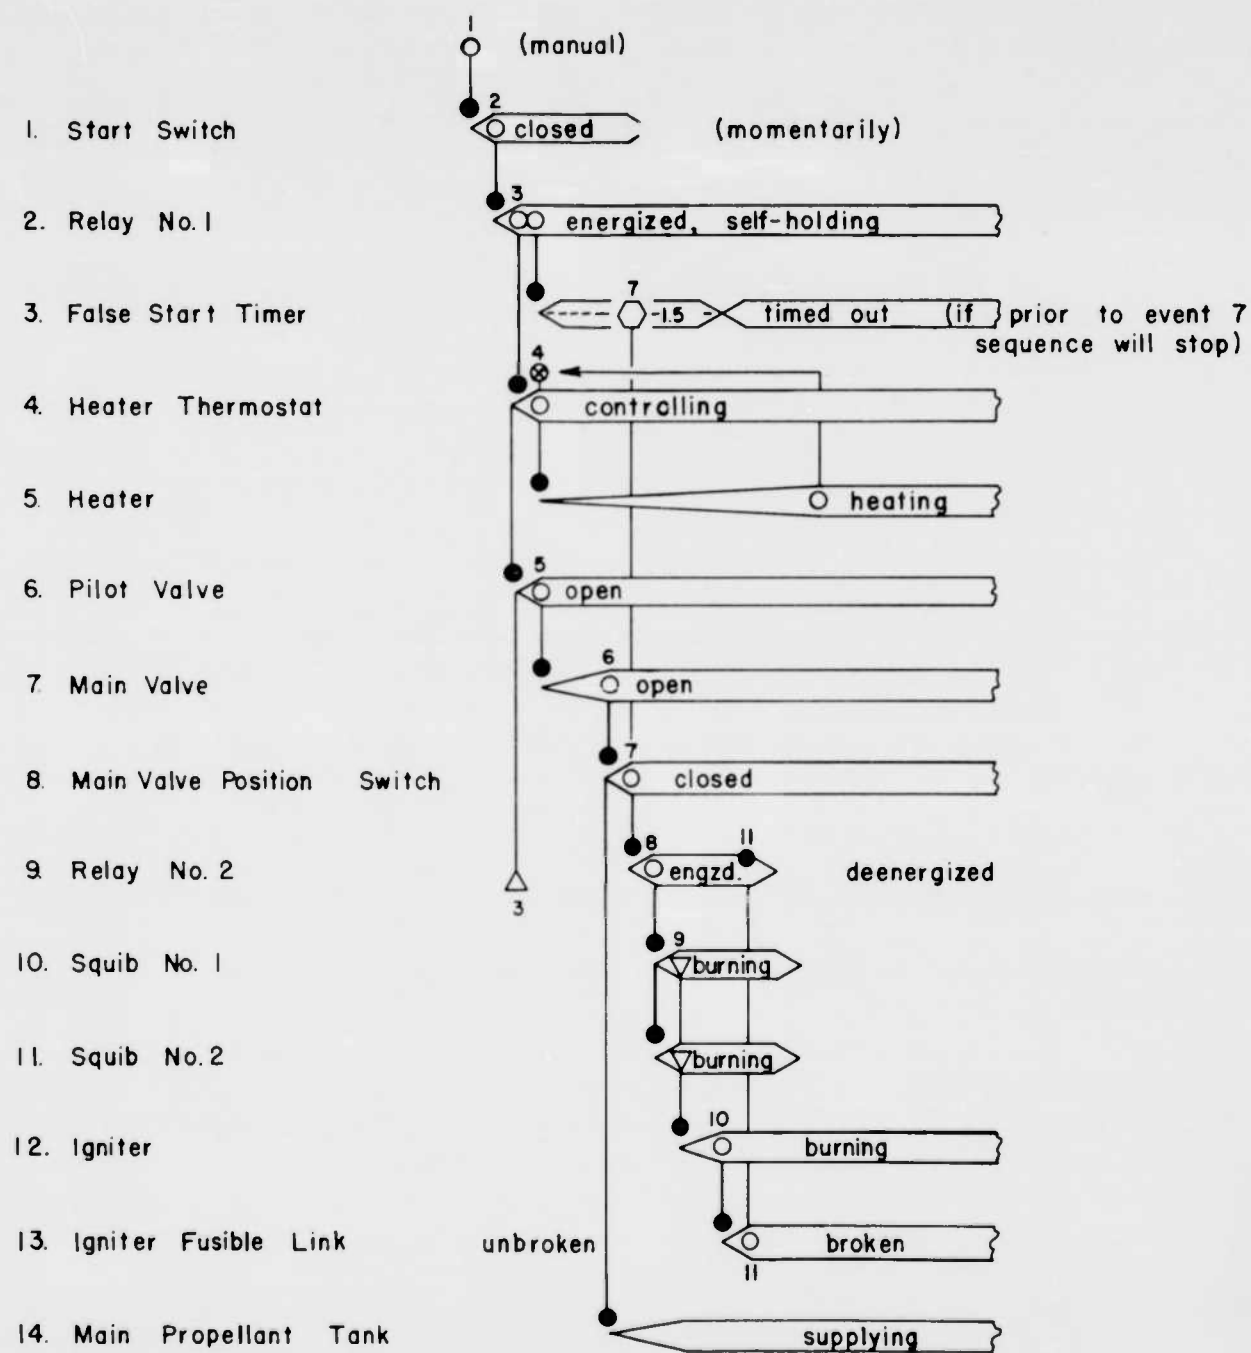 1
(manual)
2
1. Start Switch closed (momentarily)
3
2. Relay No. 1 energized, self-holding
7
3. False Start Timer -1.5 - timed out (if prior to event 7
sequence will stop)
4
4. Heater Thermostat controlling
5. Heater heating
5
6. Pilot Valve open
6
7. Main Valve open
7
8. Main Valve Position Switch closed
8 11
9. Relay No. 2 engzd. deenergized
3
9
10. Squib No. 1 burning
11. Squib No. 2 burning
10
12. Igniter burning
13. Igniter Fusible Link unbroken broken
11
14. Main Propellant Tank supplying